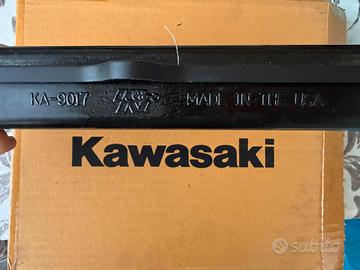 KA-9017 MADE IN THE USA
Kawasaki
subito